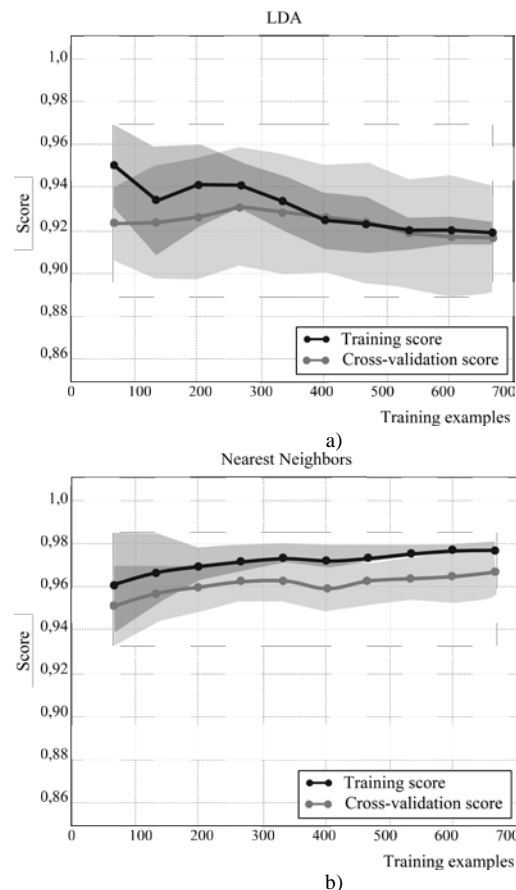 LDA
1,0
0,98
0,96
0,94
0,92
0,90
0,88
0,86
Score
0 100 200 300 400 500 600 700
Training examples
Training score
Cross-validation score
a)
Nearest Neighbors
1,0
0,98
0,96
0,94
0,92
0,90
0,88
0,86
Score
0 100 200 300 400 500 600 700
Training examples
Training score
Cross-validation score
b)